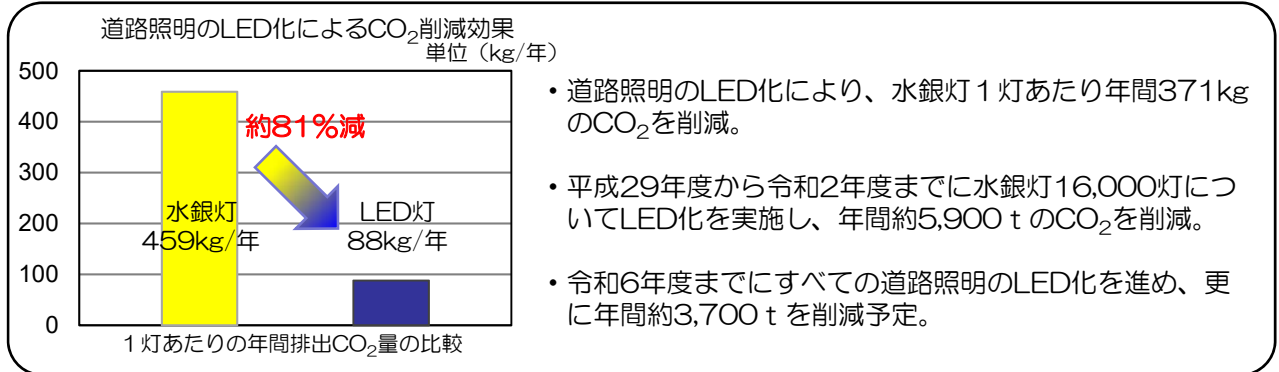 道路照明のLED化によるCO₂削減効果
単位（kg/年）
500
400
300
200
100
0
約81%減
水銀灯
459kg/年
LED灯
88kg/年
1灯あたりの年間排出CO₂量の比較
・道路照明のLED化により、水銀灯１灯あたり年間371kg
のCO₂を削減。
・平成29年度から令和2年度までに水銀灯16,000灯につ
いてLED化を実施し、年間約5,900ｔのCO₂を削減。
・令和6年度までにすべての道路照明のLED化を進め、更
に年間約3,700ｔを削減予定。